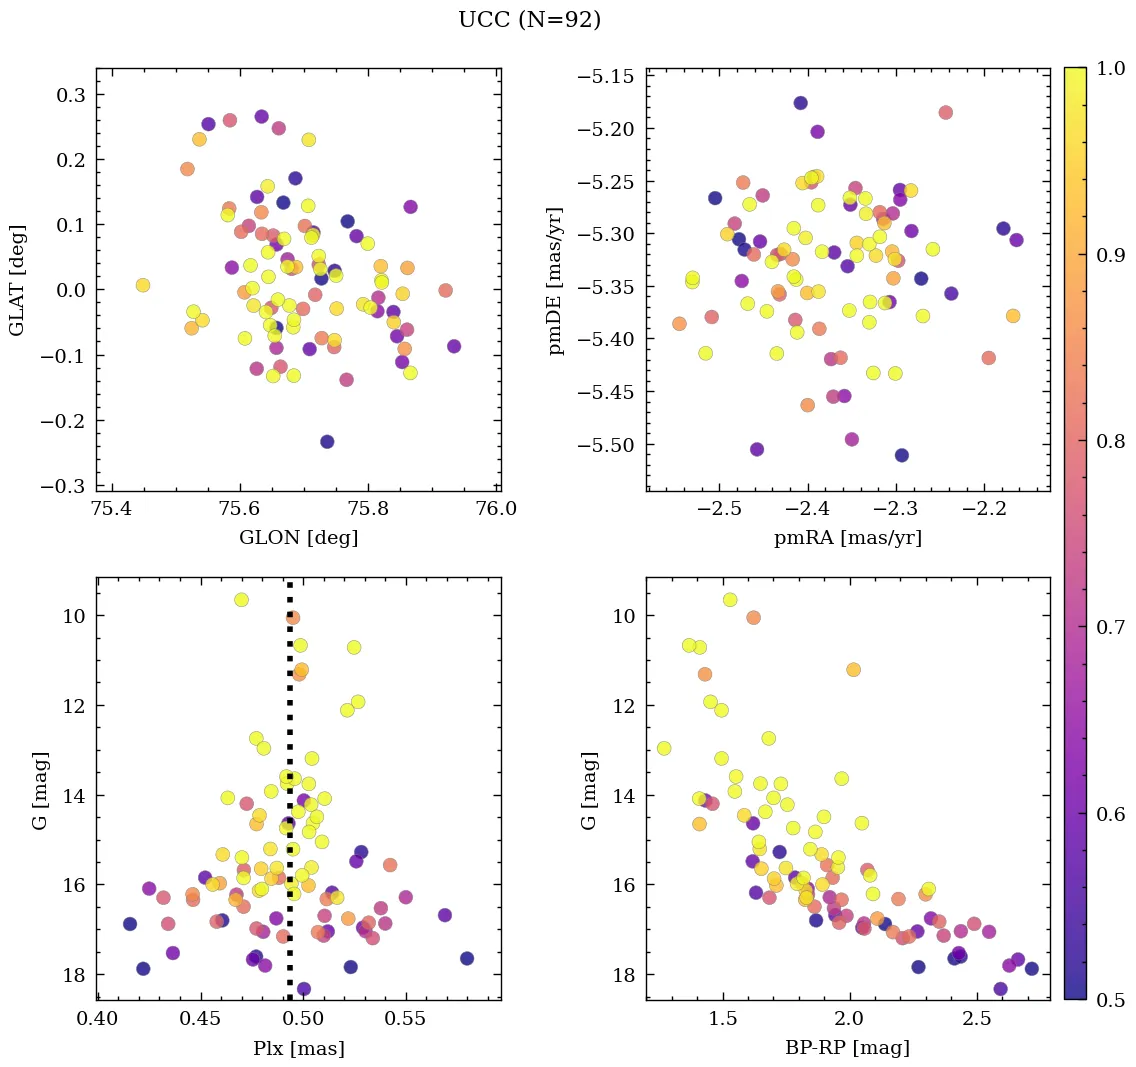 UCC (N=92)
0.3
0.2
0.1
0.0
−0.1
−0.2
−0.3
GLAT [deg]
75.4 75.6 75.8 76.0
GLON [deg]
−5.15
−5.20
−5.25
−5.30
−5.35
−5.40
−5.45
−5.50
pmDE [mas/yr]
−2.5 −2.4 −2.3 −2.2
pmRA [mas/yr]
10
12
14
16
18
G [mag]
0.40 0.45 0.50 0.55
Plx [mas]
10
12
14
16
18
G [mag]
1.5 2.0 2.5
BP-RP [mag]
1.0
0.9
0.8
0.7
0.6
0.5